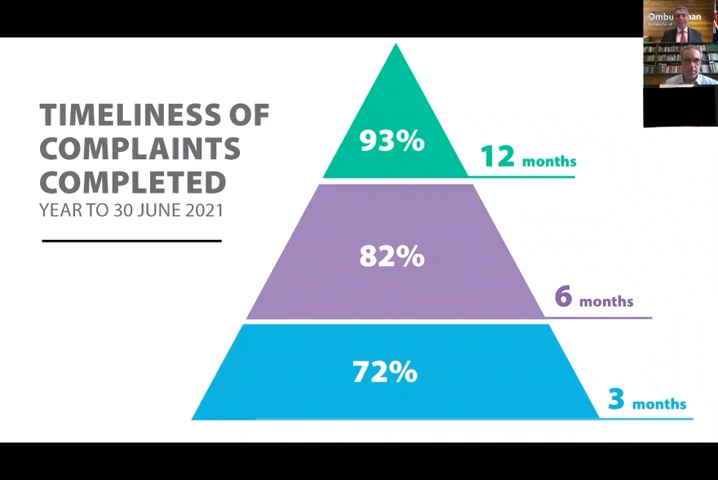 TIMELINESS OF
COMPLAINTS
COMPLETED
YEAR TO 30 JUNE 2021
93%
12 months
82%
6 months
72%
3 months